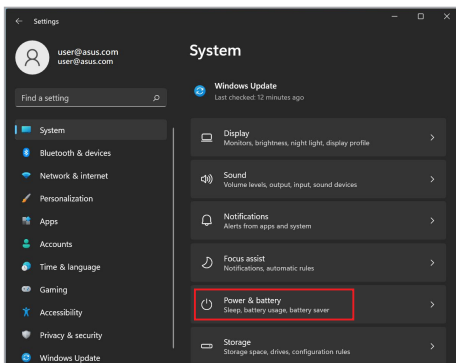 Settings
user@asus.com
user@asus.com
Find a setting
System
Bluetooth & devices
Network & internet
Personalization
Apps
Accounts
Time & language
Gaming
Accessibility
Privacy & security
Windows Update
System
Windows Update
Last checked: 12 minutes ago
Display
Monitors, brightness, night light, display profile
Sound
Volume levels, output, input, sound devices
Notifications
Alerts from apps and system
Focus assist
Notifications, automatic rules
Power & battery
Sleep, battery usage, battery saver
Storage
Storage space, drives, configuration rules